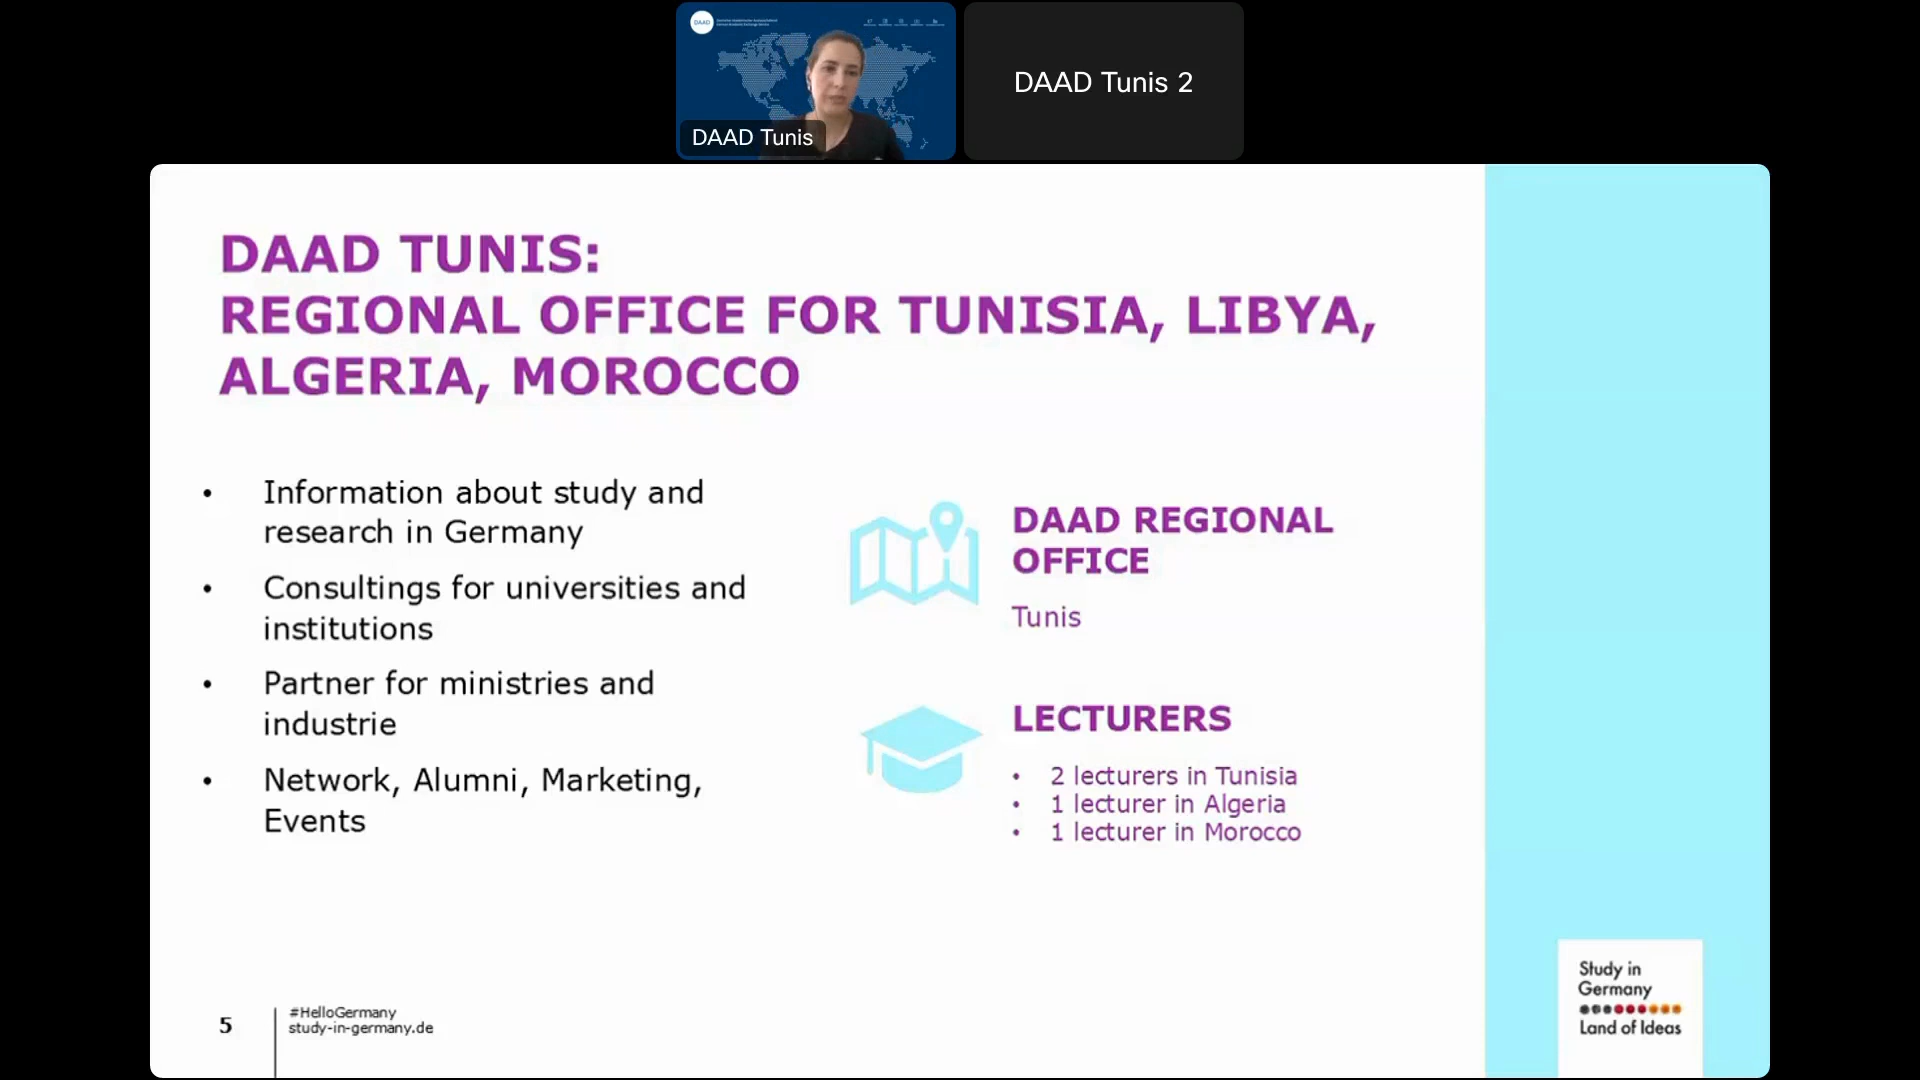 DAAD
DAAD Tunis
DAAD Tunis 2
DAAD TUNIS:
REGIONAL OFFICE FOR TUNISIA, LIBYA,
ALGERIA, MOROCCO
• Information about study and
research in Germany
• Consultings for universities and
institutions
• Partner for ministries and
industrie
• Network, Alumni, Marketing,
Events
DAAD REGIONAL
OFFICE
Tunis
LECTURERS
• 2 lecturers in Tunisia
• 1 lecturer in Algeria
• 1 lecturer in Morocco
5
#HelloGermany
study-in-germany.de
Study in
Germany
Land of Ideas